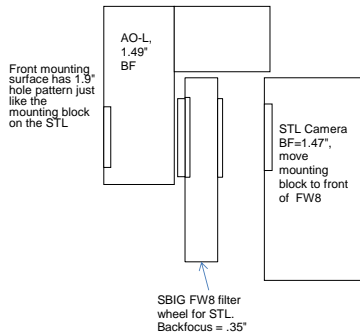 AO-L,
1.49"
BF
Front mounting
surface has 1.9"
hole pattern just
like the
mounting block
on the STL
STL Camera
BF=1.47",
move
mounting
block to front
of FW8
SBIG FW8 filter
wheel for STL.
Backfocus = .35"